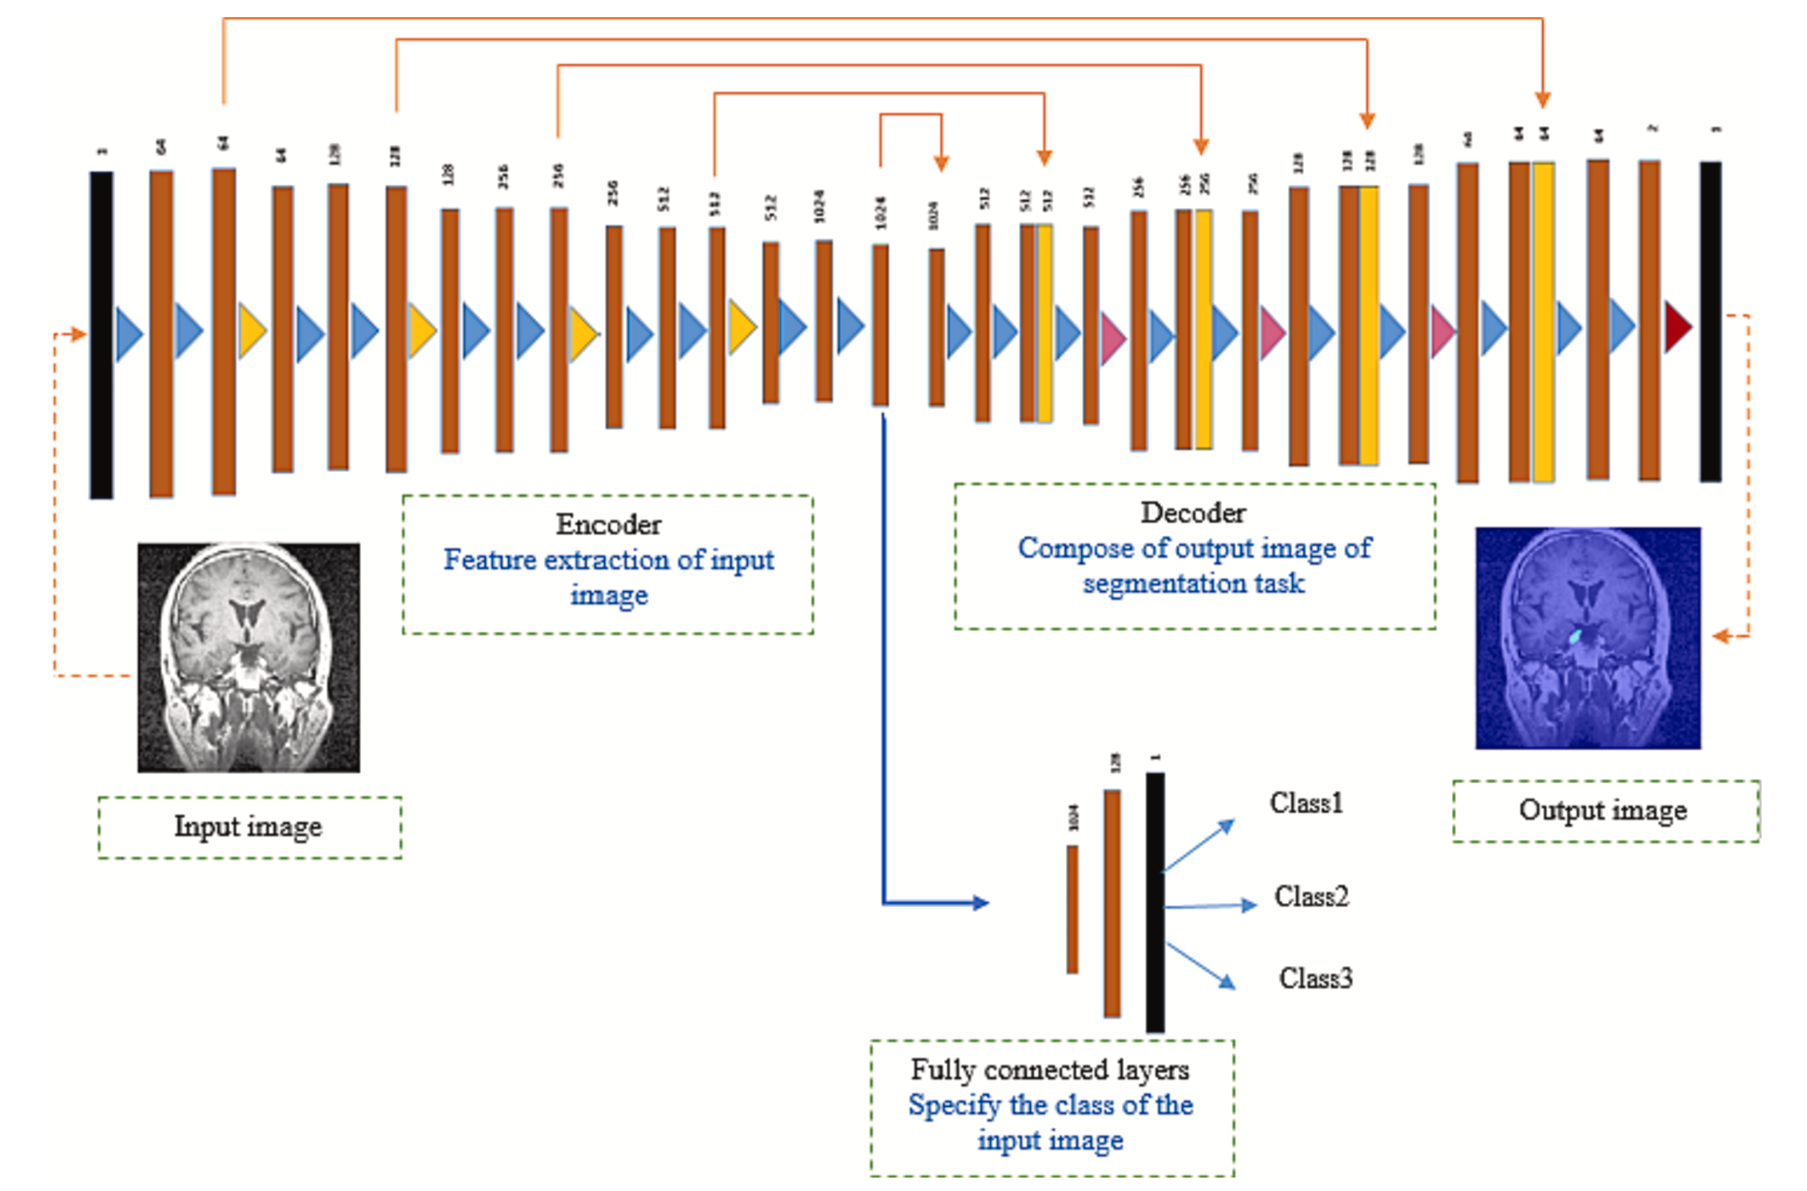 1 64 64 64 128 128 128 256 256 256 512 512 512 1024 1024 1024 512 512 512 512 256 256 256 256 128 128 128 128 64 64 64 64 2 1
Encoder
Feature extraction of input
image
Decoder
Compose of output image of
segmentation task
Input image
Output image
1024 128 1
Class1
Class2
Class3
Fully connected layers
Specify the class of the
input image